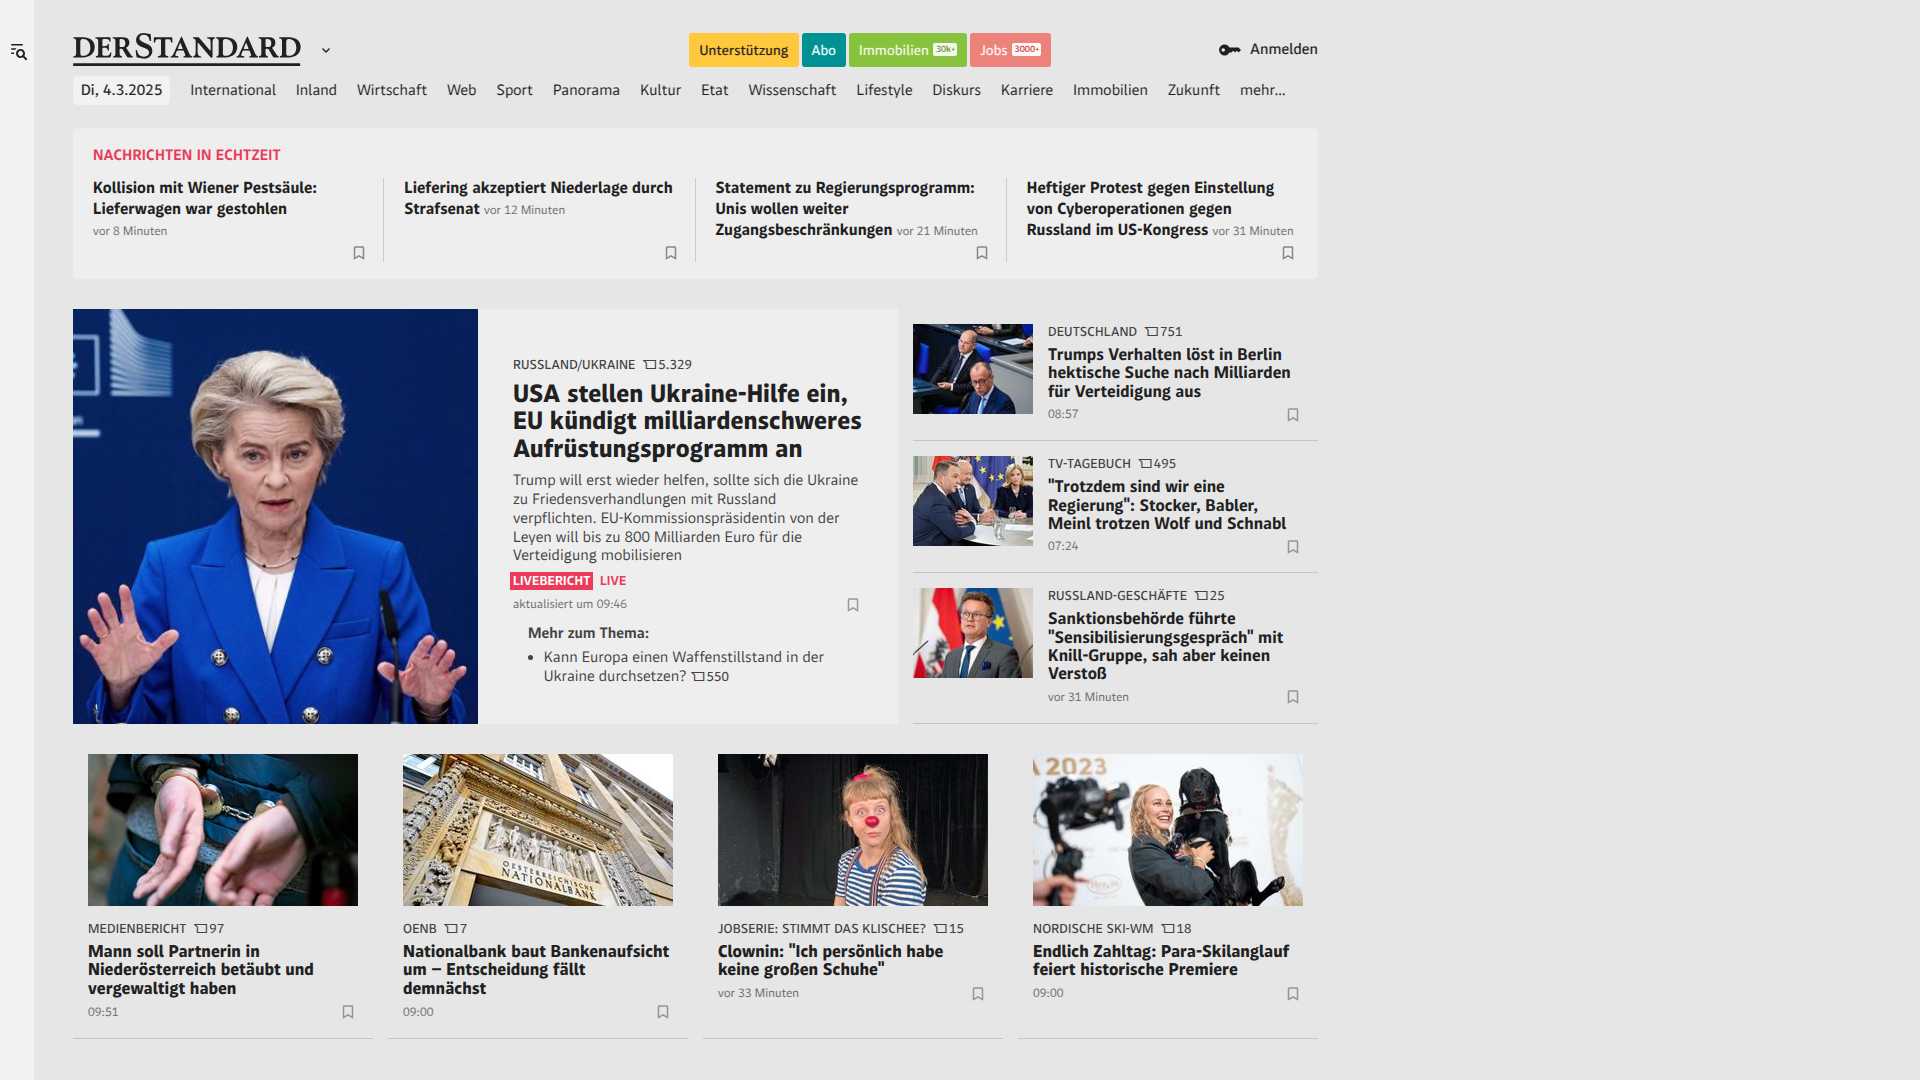 DERSTANDARD
Unterstützung
Abo
Immobilien 30k+
Jobs 3000+
Anmelden
Di, 4.3.2025
International
Inland
Wirtschaft
Web
Sport
Panorama
Kultur
Etat
Wissenschaft
Lifestyle
Diskurs
Karriere
Immobilien
Zukunft
mehr...
NACHRICHTEN IN ECHTZEIT
Kollision mit Wiener Pestsäule:
Lieferwagen war gestohlen
vor 8 Minuten
Liefering akzeptiert Niederlage durch
Strafsenat vor 12 Minuten
Statement zu Regierungsprogramm:
Unis wollen weiter
Zugangsbeschränkungen vor 21 Minuten
Heftiger Protest gegen Einstellung
von Cyberoperationen gegen
Russland im US-Kongress vor 31 Minuten
RUSSLAND/UKRAINE 5.329
USA stellen Ukraine-Hilfe ein,
EU kündigt milliardenschweres
Aufrüstungsprogramm an
Trump will erst wieder helfen, sollte sich die Ukraine
zu Friedensverhandlungen mit Russland
verpflichten. EU-Kommissionspräsidentin von der
Leyen will bis zu 800 Milliarden Euro für die
Verteidigung mobilisieren
LIVEBERICHT LIVE
aktualisiert um 09:46
Mehr zum Thema:
• Kann Europa einen Waffenstillstand in der
Ukraine durchsetzen? 550
DEUTSCHLAND 751
Trumps Verhalten löst in Berlin
hektische Suche nach Milliarden
für Verteidigung aus
08:57
TV-TAGEBUCH 495
"Trotzdem sind wir eine
Regierung": Stocker, Babler,
Meinl trotzen Wolf und Schnabl
07:24
RUSSLAND-GESCHÄFTE 25
Sanktionsbehörde führte
"Sensibilisierungsgespräch" mit
Knill-Gruppe, sah aber keinen
Verstoß
vor 31 Minuten
MEDIENBERICHT 97
Mann soll Partnerin in
Niederösterreich betäubt und
vergewaltigt haben
09:51
OESTERREICHISCHE
NATIONALBANK
OENB 7
Nationalbank baut Bankenaufsicht
um – Entscheidung fällt
demnächst
09:00
JOBSERIE: STIMMT DAS KLISCHEE? 15
Clownin: "Ich persönlich habe
keine großen Schuhe"
vor 33 Minuten
A 2023
NORDISCHE SKI-WM 18
Endlich Zahltag: Para-Skilanglauf
feiert historische Premiere
09:00